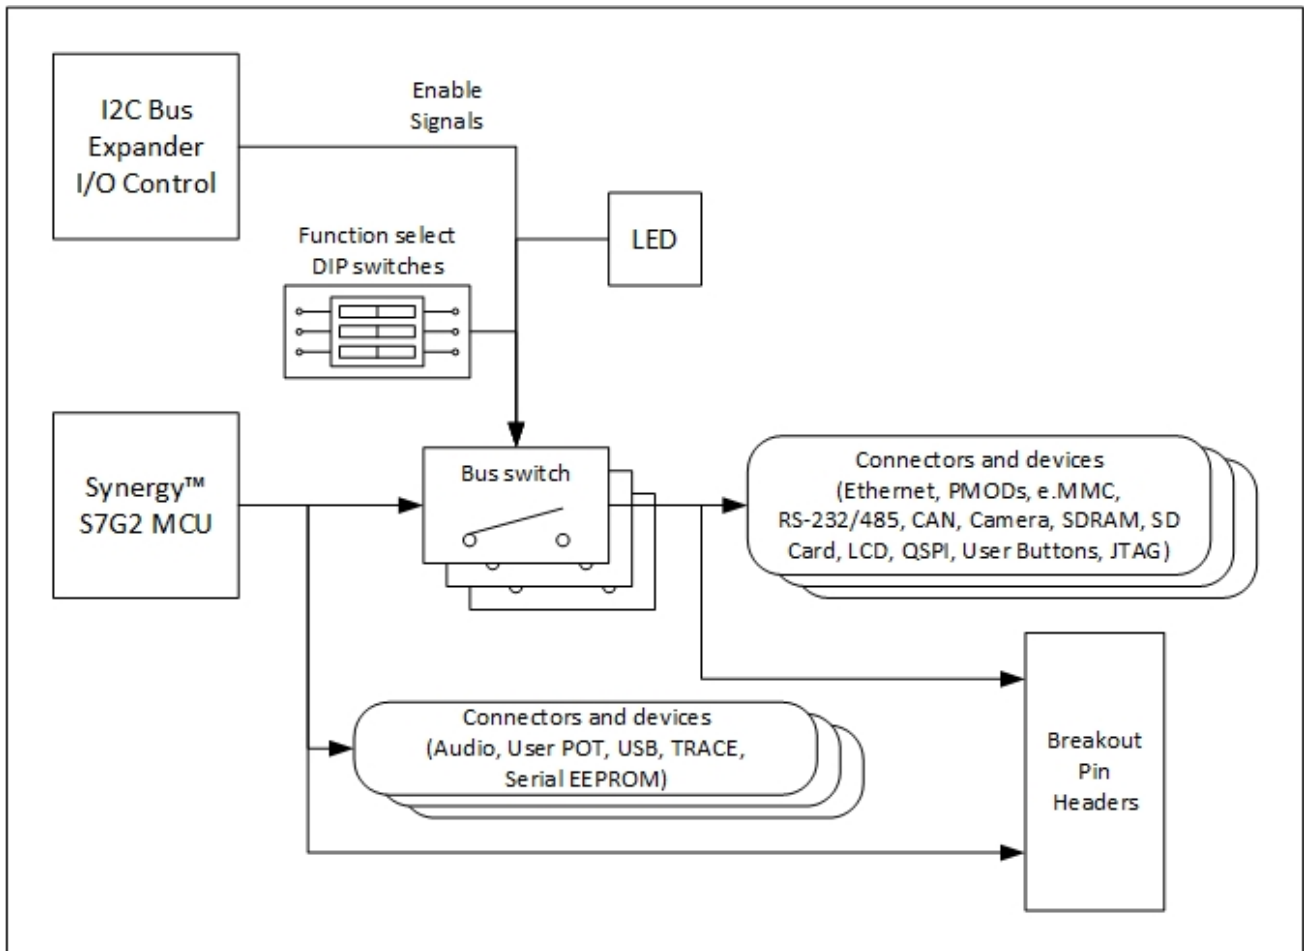 I2C Bus
Expander
I/O Control
Enable
Signals
LED
Function select
DIP switches
Synergy™
S7G2 MCU
Bus switch
Connectors and devices
(Ethernet, PMODs, e.MMC,
RS-232/485, CAN, Camera, SDRAM, SD
Card, LCD, QSPI, User Buttons, JTAG)
Connectors and devices
(Audio, User POT, USB, TRACE,
Serial EEPROM)
Breakout
Pin
Headers